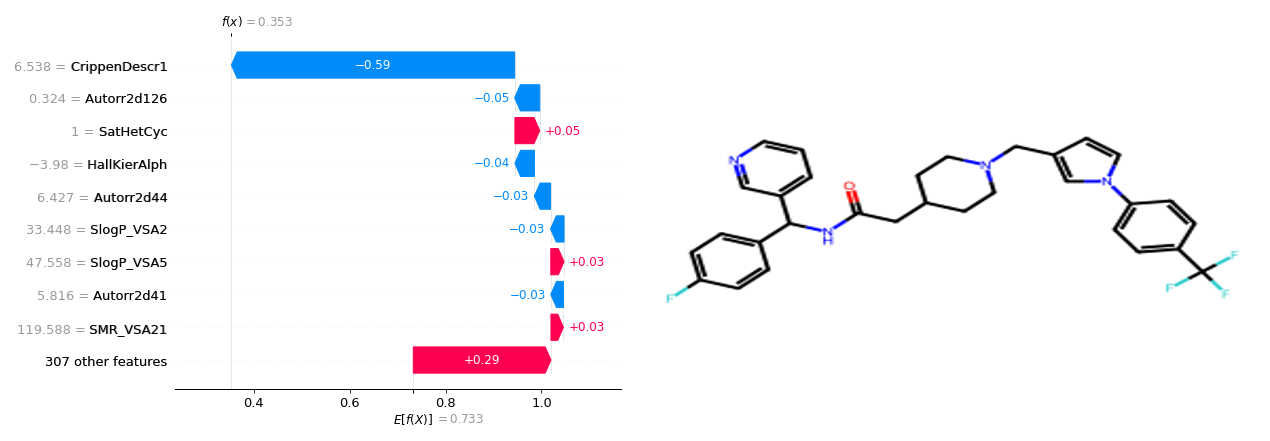 f(x) = 0.353
6.538 = CrippenDescr1
−0.59
0.324 = Autorr2d126
−0.05
1 = SatHetCyc
+0.05
−3.98 = HallKierAlph
−0.04
6.427 = Autorr2d44
−0.03
33.448 = SlogP_VSA2
−0.03
47.558 = SlogP_VSA5
+0.03
5.816 = Autorr2d41
−0.03
119.588 = SMR_VSA21
+0.03
307 other features
+0.29
0.4 0.6 0.8 1.0
E[f(X)] = 0.733
N
O
N
H
N
N
F
F
F
F